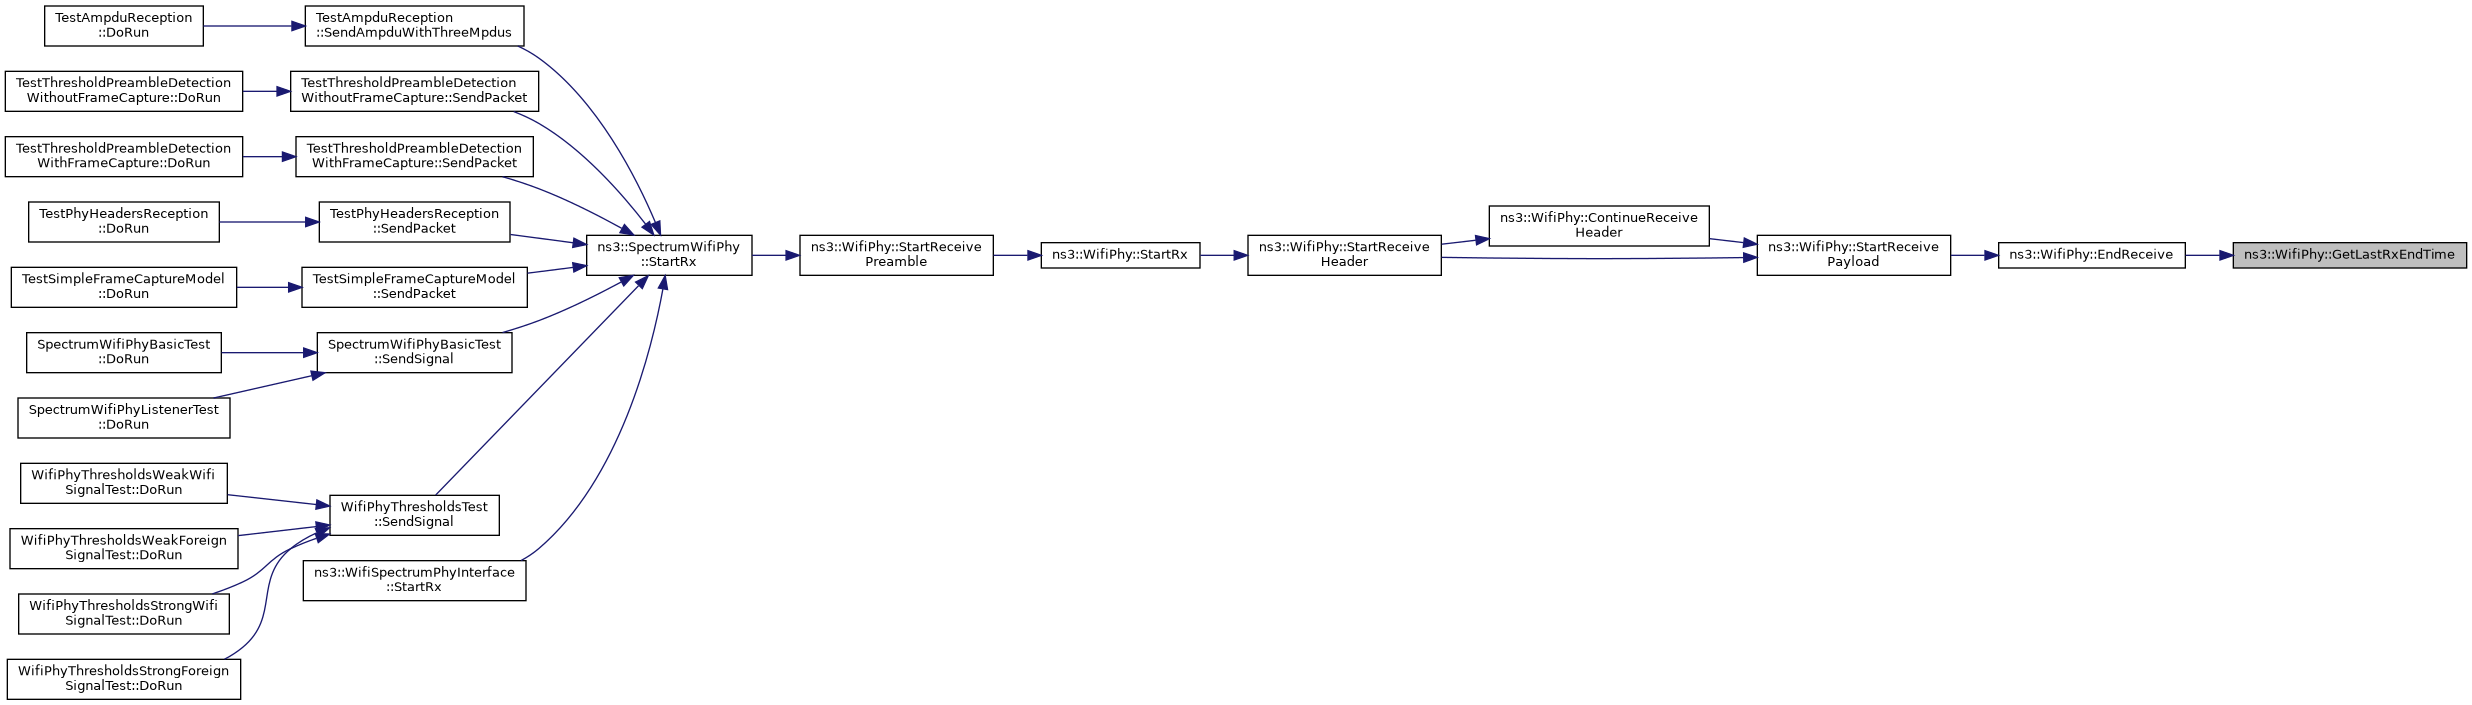 TestAmpduReception
::DoRun
TestAmpduReception
::SendAmpduWithThreeMpdus
TestThresholdPreambleDetection
WithoutFrameCapture::DoRun
TestThresholdPreambleDetection
WithoutFrameCapture::SendPacket
TestThresholdPreambleDetection
WithFrameCapture::DoRun
TestThresholdPreambleDetection
WithFrameCapture::SendPacket
TestPhyHeadersReception
::DoRun
TestPhyHeadersReception
::SendPacket
TestSimpleFrameCaptureModel
::DoRun
TestSimpleFrameCaptureModel
::SendPacket
SpectrumWifiPhyBasicTest
::DoRun
SpectrumWifiPhyBasicTest
::SendSignal
SpectrumWifiPhyListenerTest
::DoRun
WifiPhyThresholdsWeakWifi
SignalTest::DoRun
WifiPhyThresholdsTest
::SendSignal
WifiPhyThresholdsWeakForeign
SignalTest::DoRun
WifiPhyThresholdsStrongWifi
SignalTest::DoRun
WifiPhyThresholdsStrongForeign
SignalTest::DoRun
ns3::WifiSpectrumPhyInterface
::StartRx
ns3::SpectrumWifiPhy
::StartRx
ns3::WifiPhy::StartReceive
Preamble
ns3::WifiPhy::StartRx
ns3::WifiPhy::StartReceive
Header
ns3::WifiPhy::ContinueReceive
Header
ns3::WifiPhy::StartReceive
Payload
ns3::WifiPhy::EndReceive
ns3::WifiPhy::GetLastRxEndTime